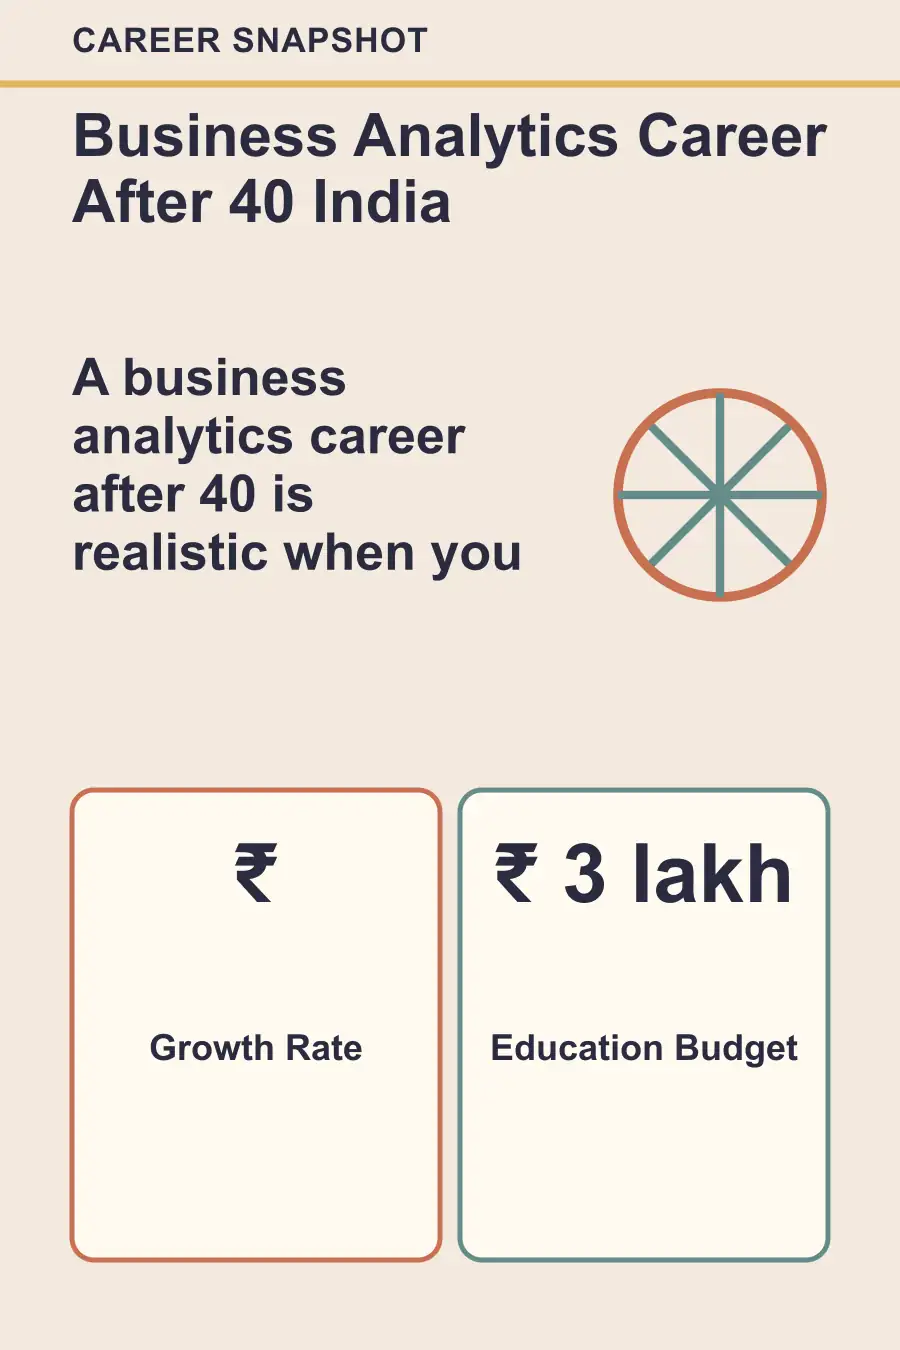 CAREER SNAPSHOT
Business Analytics Career
After 40 India
A business
analytics career
after 40 is
realistic when you
₹
Growth Rate
₹ 3 lakh
Education Budget